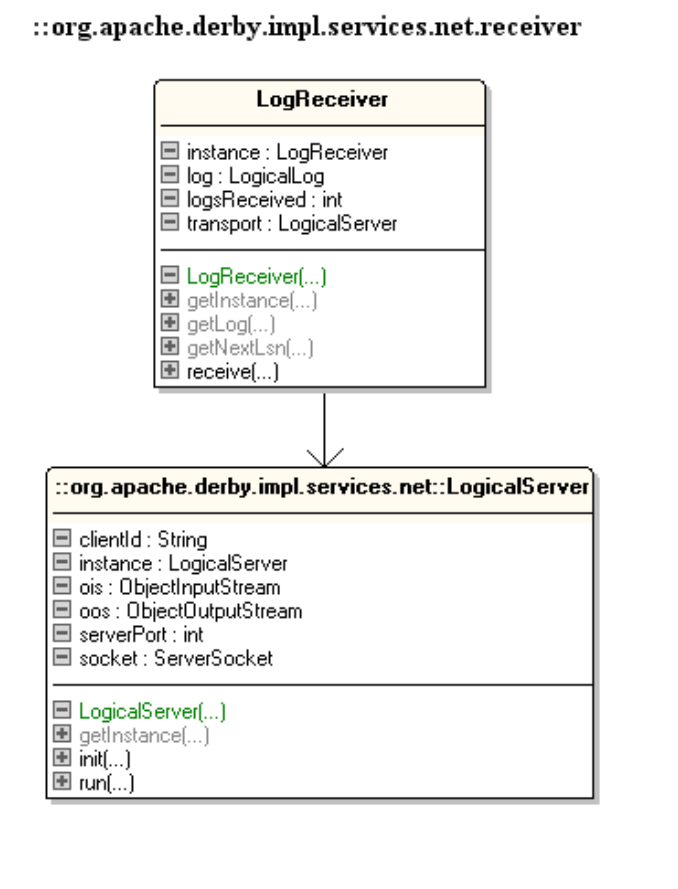 ::org.apache.derby.impl.services.net.receiver
LogReceiver
instance : LogReceiver
log : LogicalLog
logsReceived : int
transport : LogicalServer
LogReceiver(...)
getInstance(...)
getLog(...)
getNextLsn(...)
receive(...)
::org.apache.derby.impl.services.net::LogicalServer
clientId : String
instance : LogicalServer
ois : ObjectInputStream
oos : ObjectOutputStream
serverPort : int
socket : ServerSocket
LogicalServer(...)
getInstance(...)
init(...)
run(...)